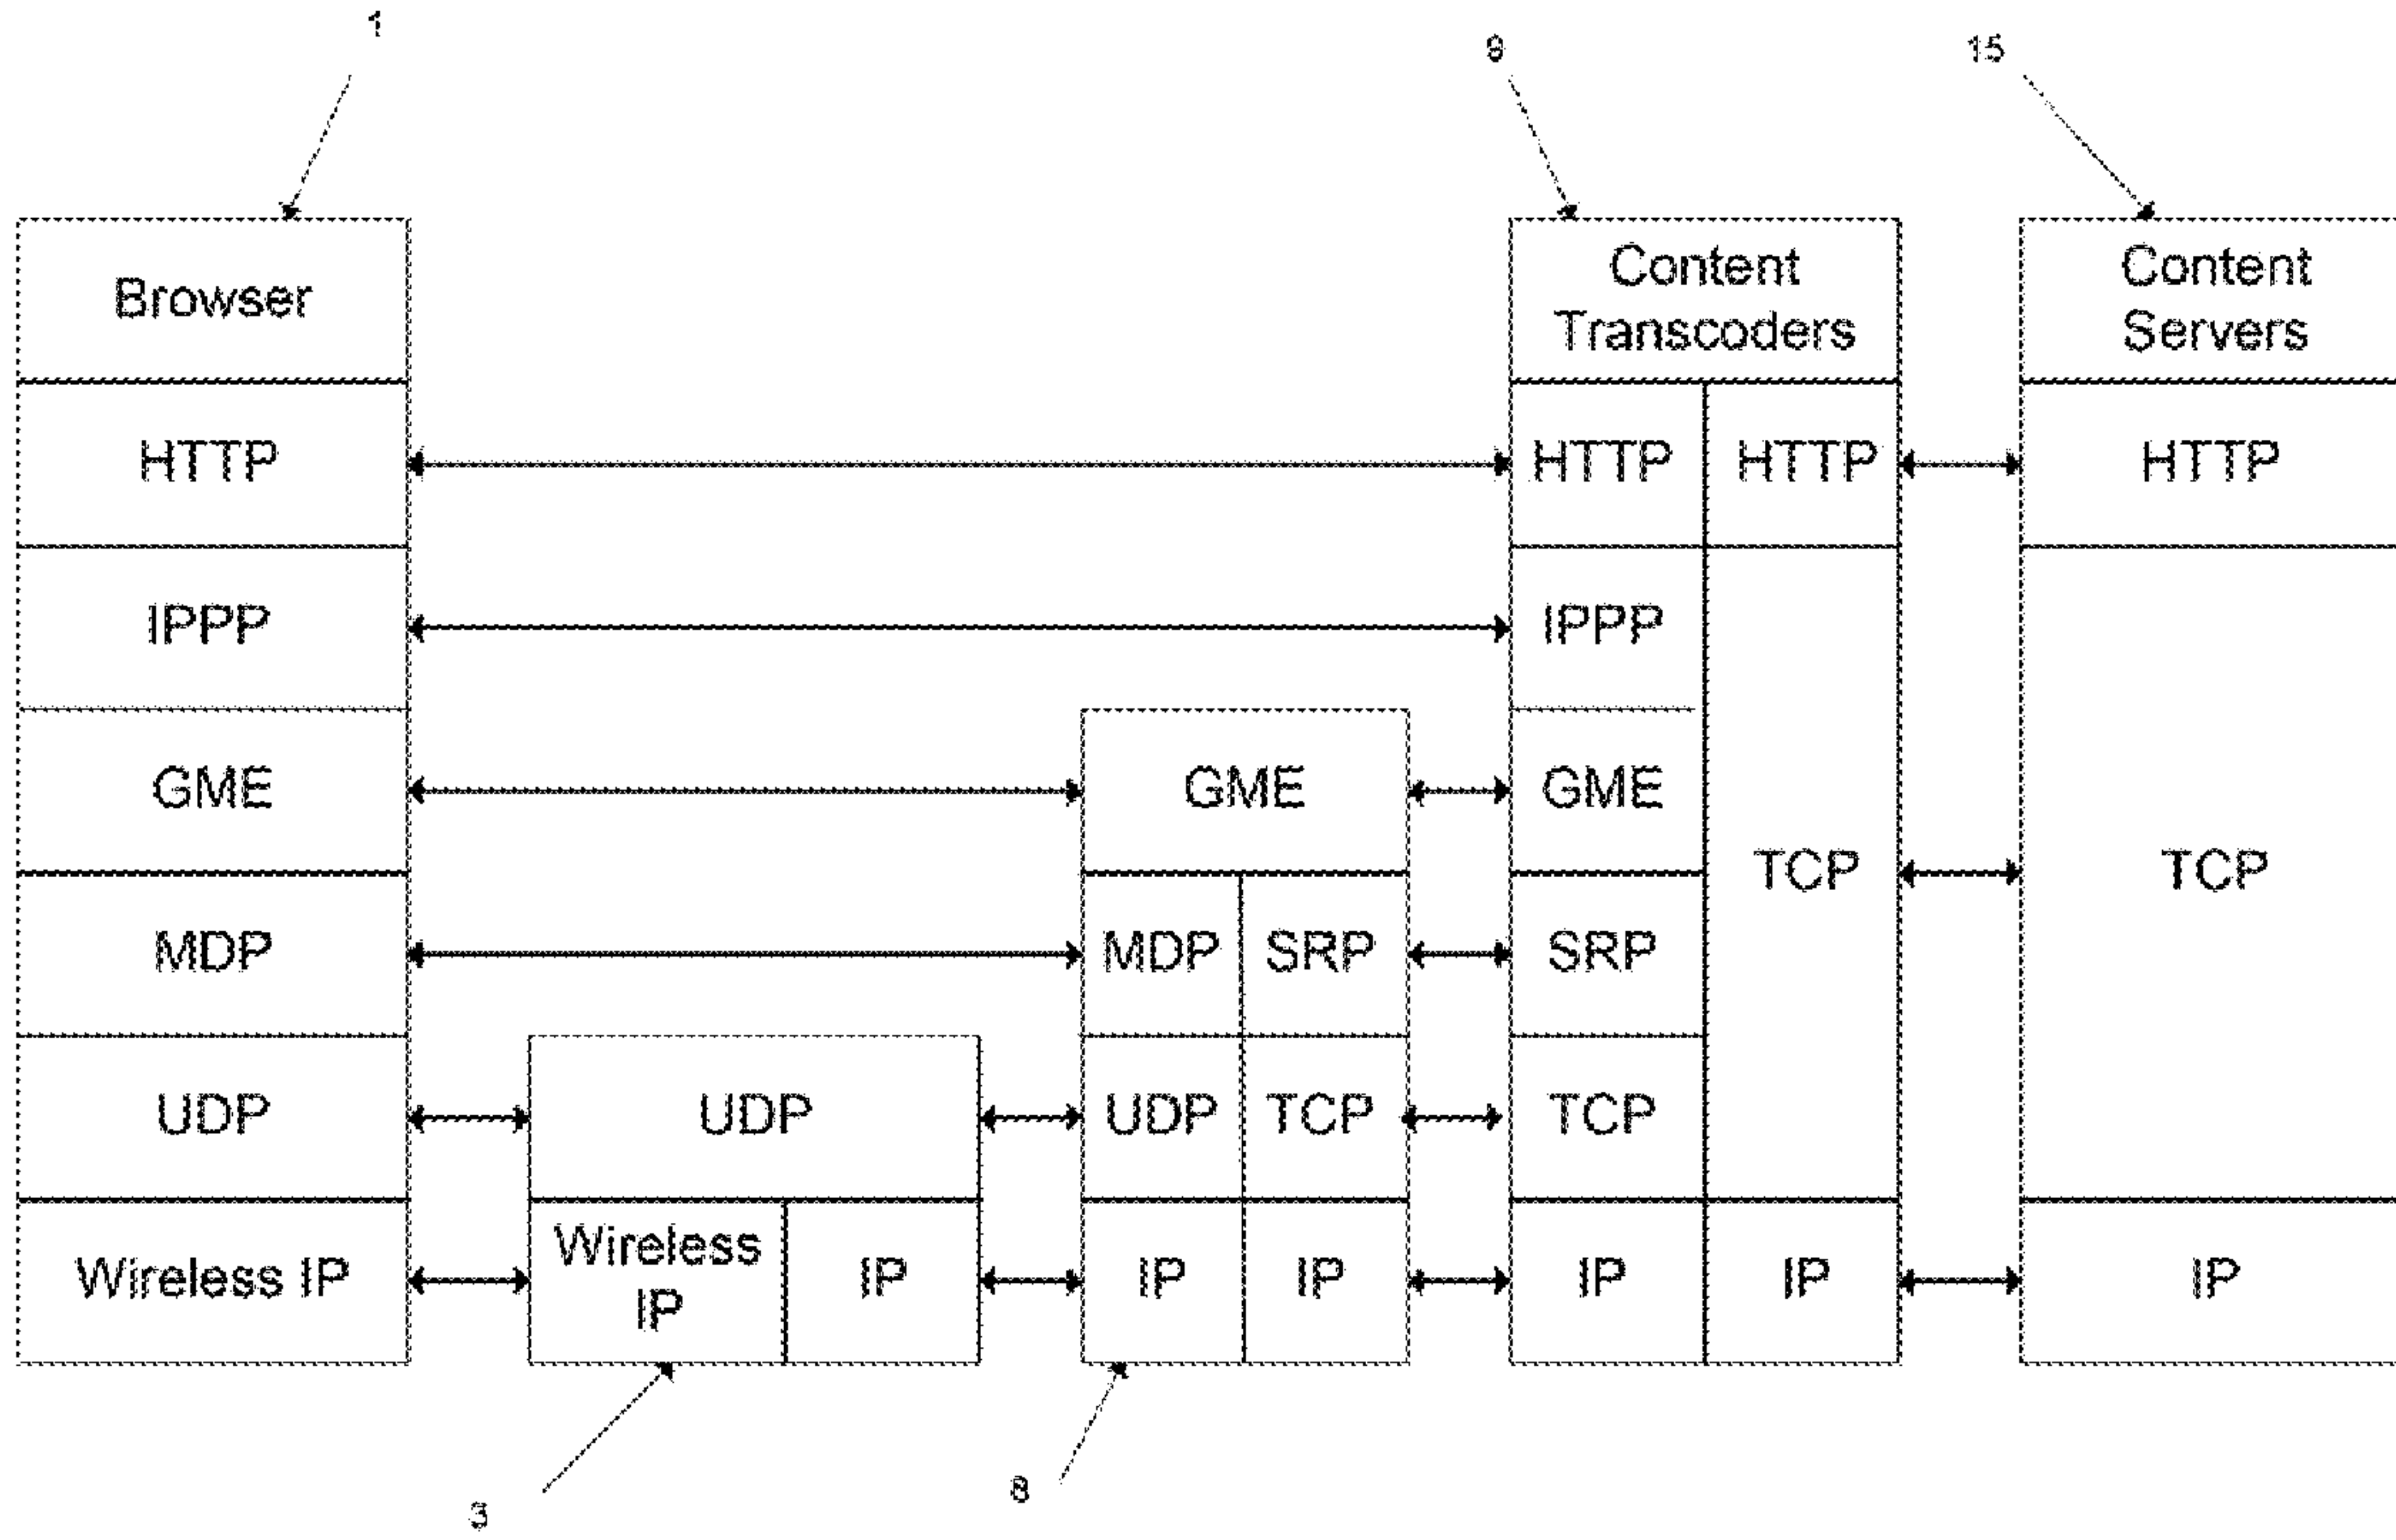 1
9
15
Browser
Content
Transcoders
Content
Servers
HTTP
HTTP
HTTP
HTTP
IPPP
IPPP
GME
GME
GME
TCP
TCP
MDP
MDP
SRP
SRP
UDP
UDP
UDP
TCP
TCP
Wireless IP
Wireless
IP
IP
IP
IP
IP
IP
IP
3
8